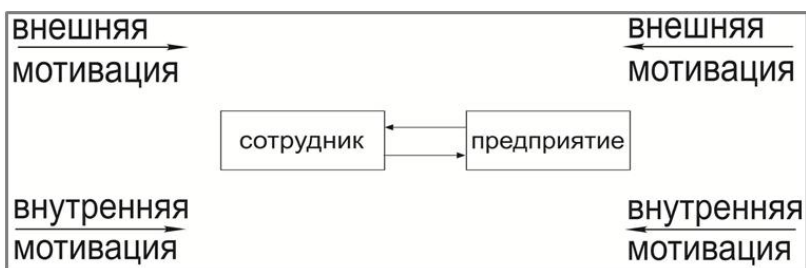 внешняя
мотивация
внешняя
мотивация
сотрудник
предприятие
внутренняя
мотивация
внутренняя
мотивация